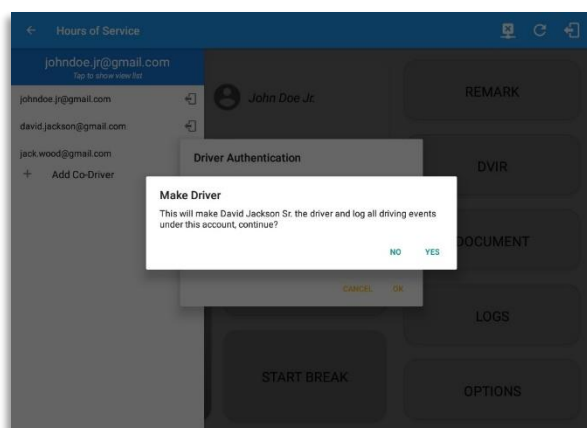 Hours of Service
johndoe.jr@gmail.com
Tap to show view list
johndoe.jr@gmail.com
david.jackson@gmail.com
jack.wood@gmail.com
+ Add Co-Driver
John Doe Jr.
REMARK
DVIR
DOCUMENT
LOGS
OPTIONS
START BREAK
Driver Authentication
Make Driver
This will make David Jackson Sr. the driver and log all driving events
under this account, continue?
NO YES
CANCEL OK